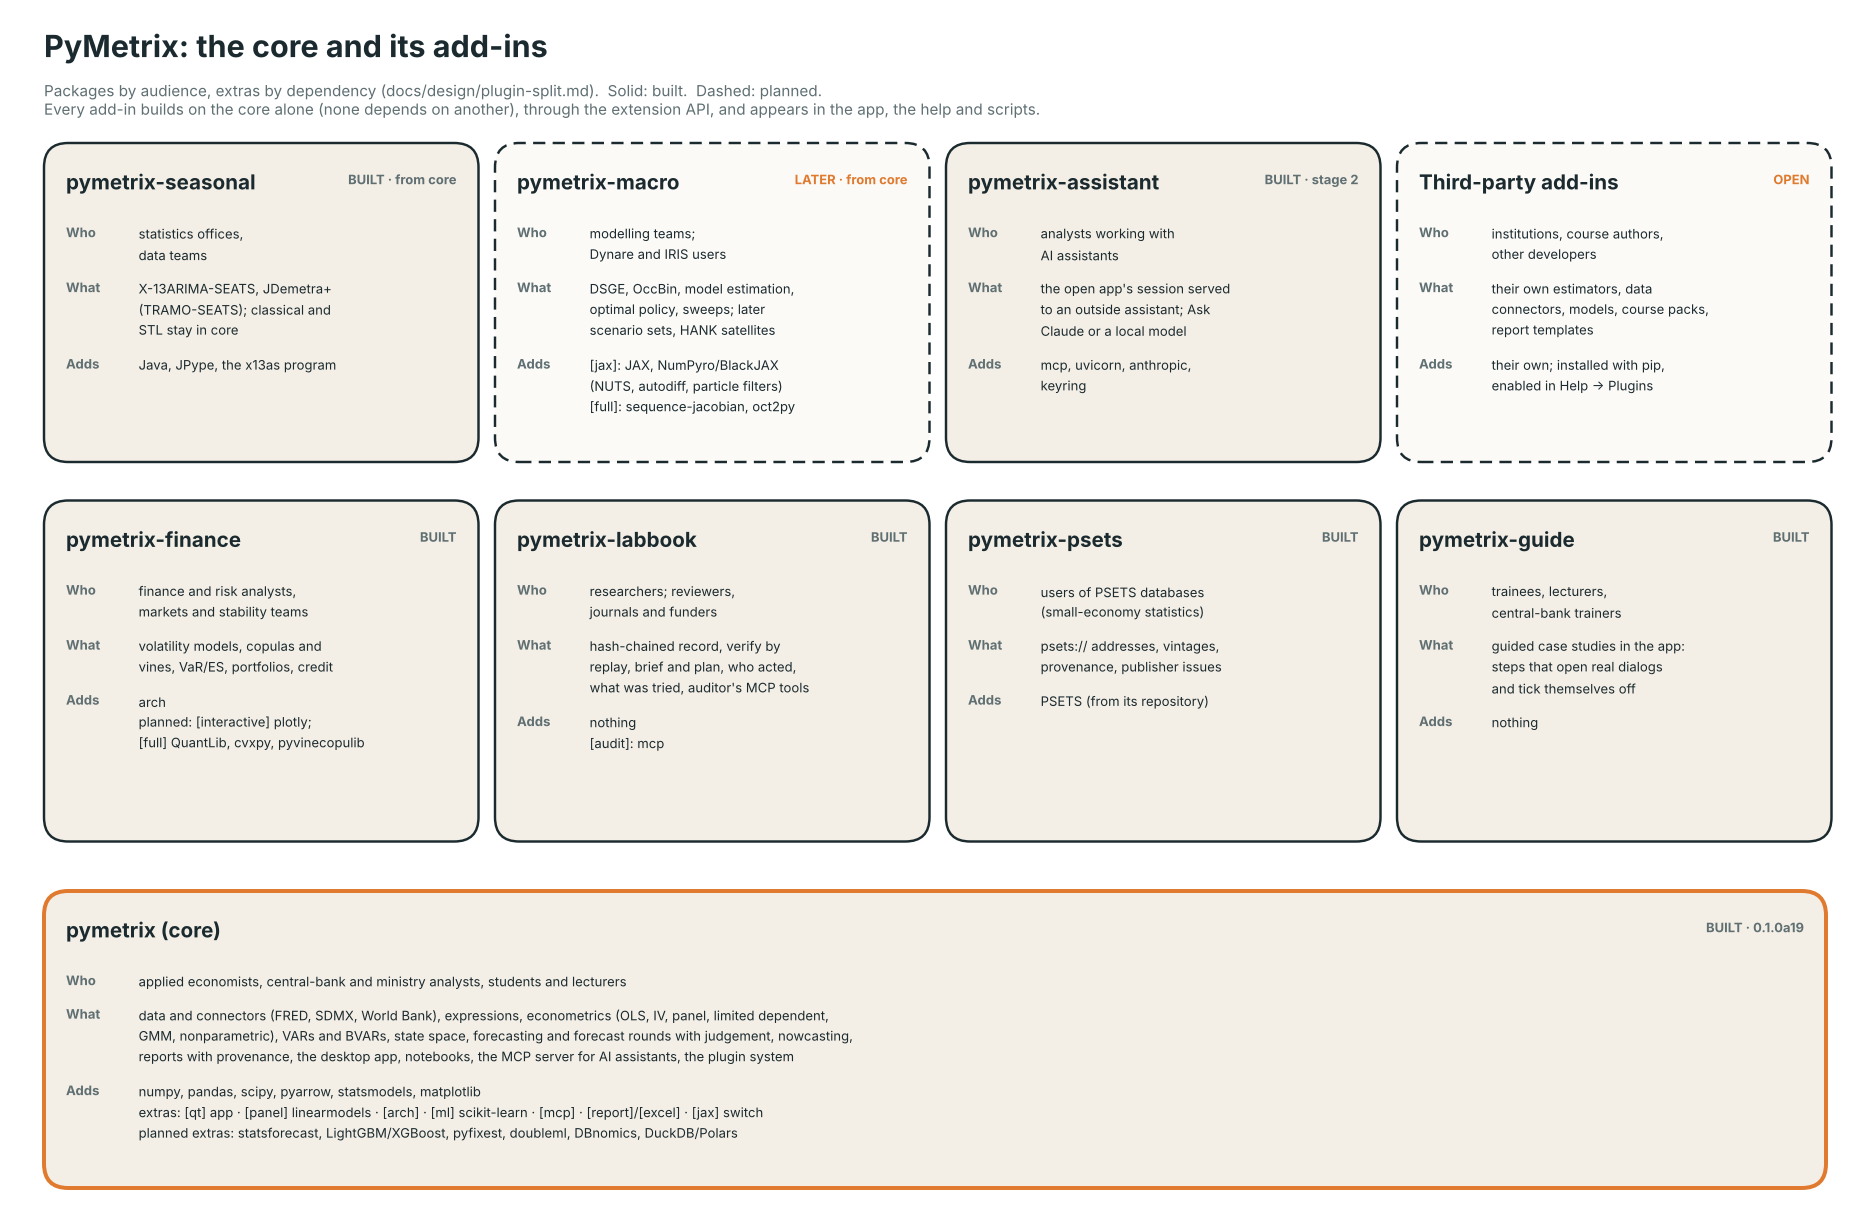 PyMetrix: the core and its add-ins
Packages by audience, extras by dependency (docs/design/plugin-split.md).  Solid: built.  Dashed: planned.
Every add-in builds on the core alone (none depends on another), through the extension API, and appears in the app, the help and scripts.
pymetrix-seasonal
BUILT · from core
Who
statistics offices,
data teams
What
X-13ARIMA-SEATS, JDemetra+
(TRAMO-SEATS); classical and
STL stay in core
Adds
Java, JPype, the x13as program
pymetrix-macro
LATER · from core
Who
modelling teams;
Dynare and IRIS users
What
DSGE, OccBin, model estimation,
optimal policy, sweeps; later
scenario sets, HANK satellites
Adds
[jax]: JAX, NumPyro/BlackJAX
(NUTS, autodiff, particle filters)
[full]: sequence-jacobian, oct2py
pymetrix-assistant
BUILT · stage 2
Who
analysts working with
AI assistants
What
the open app's session served
to an outside assistant; Ask
Claude or a local model
Adds
mcp, uvicorn, anthropic,
keyring
Third-party add-ins
OPEN
Who
institutions, course authors,
other developers
What
their own estimators, data
connectors, models, course packs,
report templates
Adds
their own; installed with pip,
enabled in Help → Plugins
pymetrix-finance
BUILT
Who
finance and risk analysts,
markets and stability teams
What
volatility models, copulas and
vines, VaR/ES, portfolios, credit
Adds
arch
planned: [interactive] plotly;
[full] QuantLib, cvxpy, pyvinecopulib
pymetrix-labbook
BUILT
Who
researchers; reviewers,
journals and funders
What
hash-chained record, verify by
replay, brief and plan, who acted,
what was tried, auditor's MCP tools
Adds
nothing
[audit]: mcp
pymetrix-psets
BUILT
Who
users of PSETS databases
(small-economy statistics)
What
psets:// addresses, vintages,
provenance, publisher issues
Adds
PSETS (from its repository)
pymetrix-guide
BUILT
Who
trainees, lecturers,
central-bank trainers
What
guided case studies in the app:
steps that open real dialogs
and tick themselves off
Adds
nothing
pymetrix (core)
BUILT · 0.1.0a19
Who
applied economists, central-bank and ministry analysts, students and lecturers
What
data and connectors (FRED, SDMX, World Bank), expressions, econometrics (OLS, IV, panel, limited dependent,
GMM, nonparametric), VARs and BVARs, state space, forecasting and forecast rounds with judgement, nowcasting,
reports with provenance, the desktop app, notebooks, the MCP server for AI assistants, the plugin system
Adds
numpy, pandas, scipy, pyarrow, statsmodels, matplotlib
extras: [qt] app · [panel] linearmodels · [arch] · [ml] scikit-learn · [mcp] · [report]/[excel] · [jax] switch
planned extras: statsforecast, LightGBM/XGBoost, pyfixest, doubleml, DBnomics, DuckDB/Polars